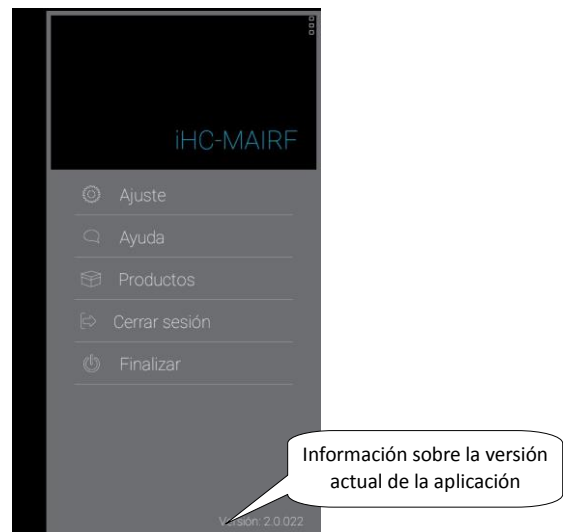 iHC-MAIRF
Ajuste
Ayuda
Productos
Cerrar sesión
Finalizar
Información sobre la versión
actual de la aplicación
Versión: 2.0.022